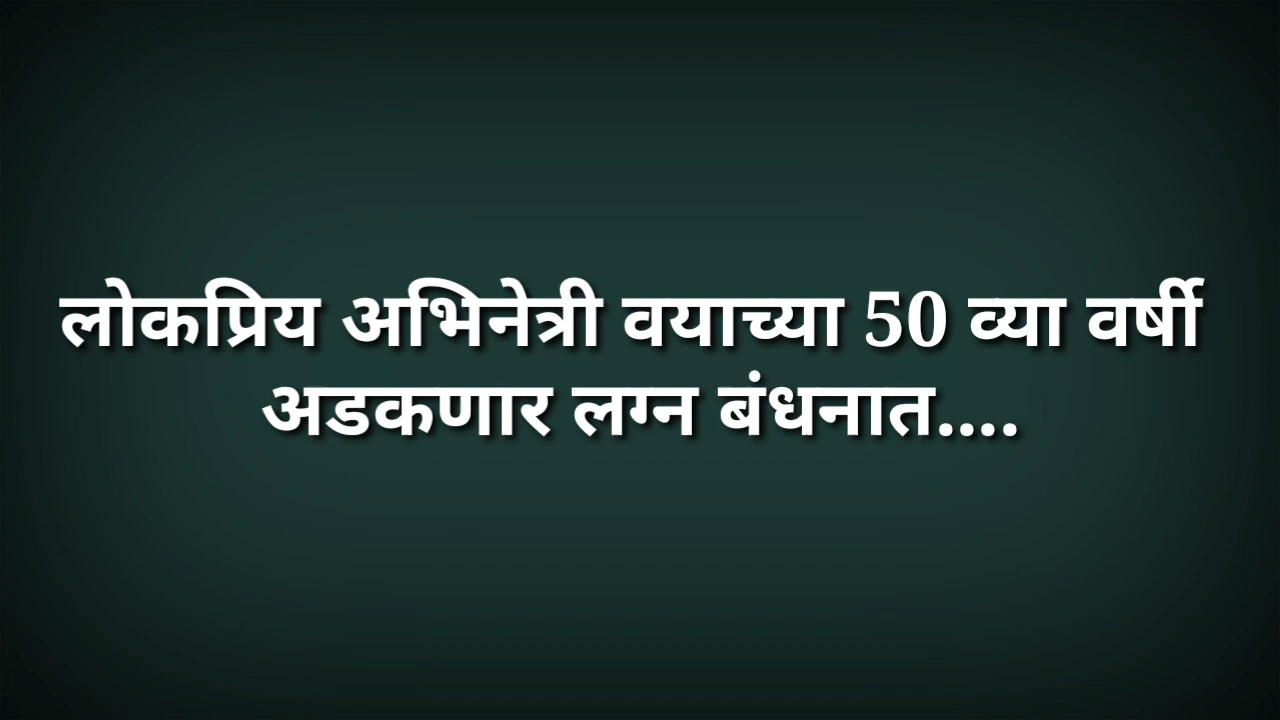 लोकप्रिय अभिनेत्री वयाच्या 50 व्या वर्षी
अडकणार लग्न बंधनात....